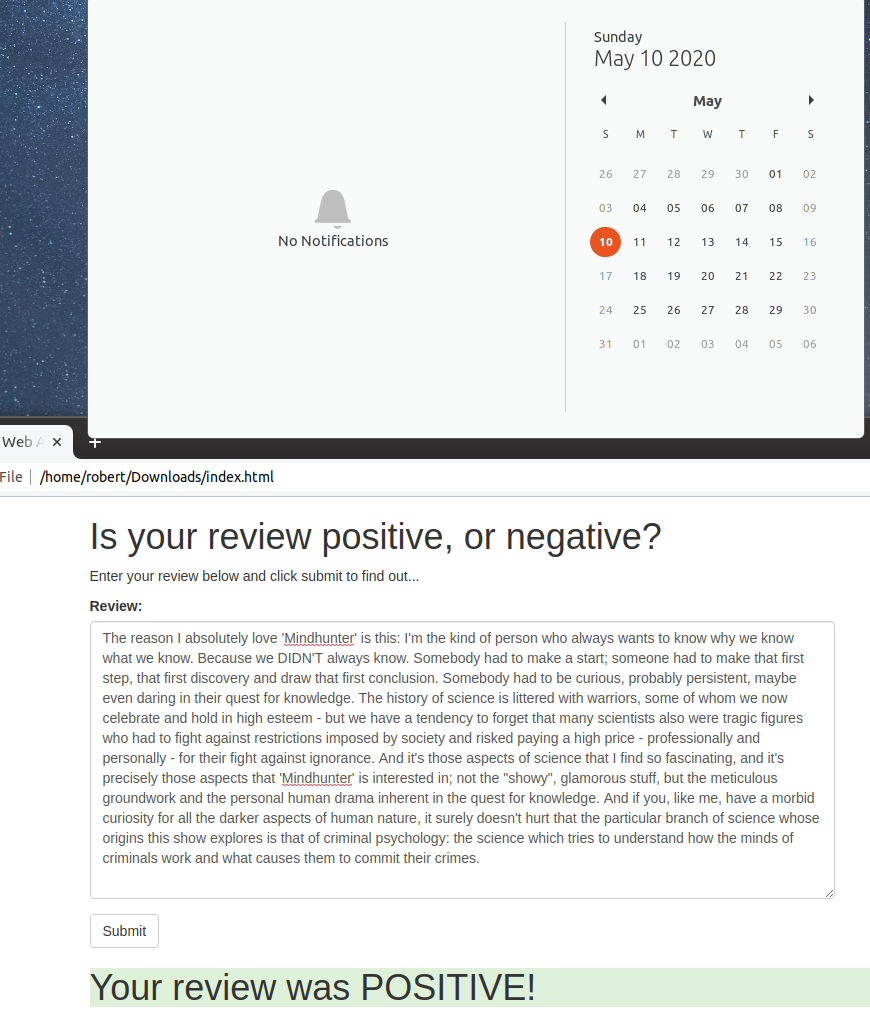 Sunday
May 10 2020
May
S M T W T F S
26 27 28 29 30 01 02
03 04 05 06 07 08 09
10 11 12 13 14 15 16
17 18 19 20 21 22 23
24 25 26 27 28 29 30
31 01 02 03 04 05 06
No Notifications
Web A
File | /home/robert/Downloads/index.html
Is your review positive, or negative?
Enter your review below and click submit to find out...
Review:
The reason I absolutely love 'Mindhunter' is this: I'm the kind of person who always wants to know why we know
what we know. Because we DIDN'T always know. Somebody had to make a start; someone had to make that first
step, that first discovery and draw that first conclusion. Somebody had to be curious, probably persistent, maybe
even daring in their quest for knowledge. The history of science is littered with warriors, some of whom we now
celebrate and hold in high esteem - but we have a tendency to forget that many scientists also were tragic figures
who had to fight against restrictions imposed by society and risked paying a high price - professionally and
personally - for their fight against ignorance. And it's those aspects of science that I find so fascinating, and it's
precisely those aspects that 'Mindhunter' is interested in; not the "showy", glamorous stuff, but the meticulous
groundwork and the personal human drama inherent in the quest for knowledge. And if you, like me, have a morbid
curiosity for all the darker aspects of human nature, it surely doesn't hurt that the particular branch of science whose
origins this show explores is that of criminal psychology: the science which tries to understand how the minds of
criminals work and what causes them to commit their crimes.
Submit
Your review was POSITIVE!